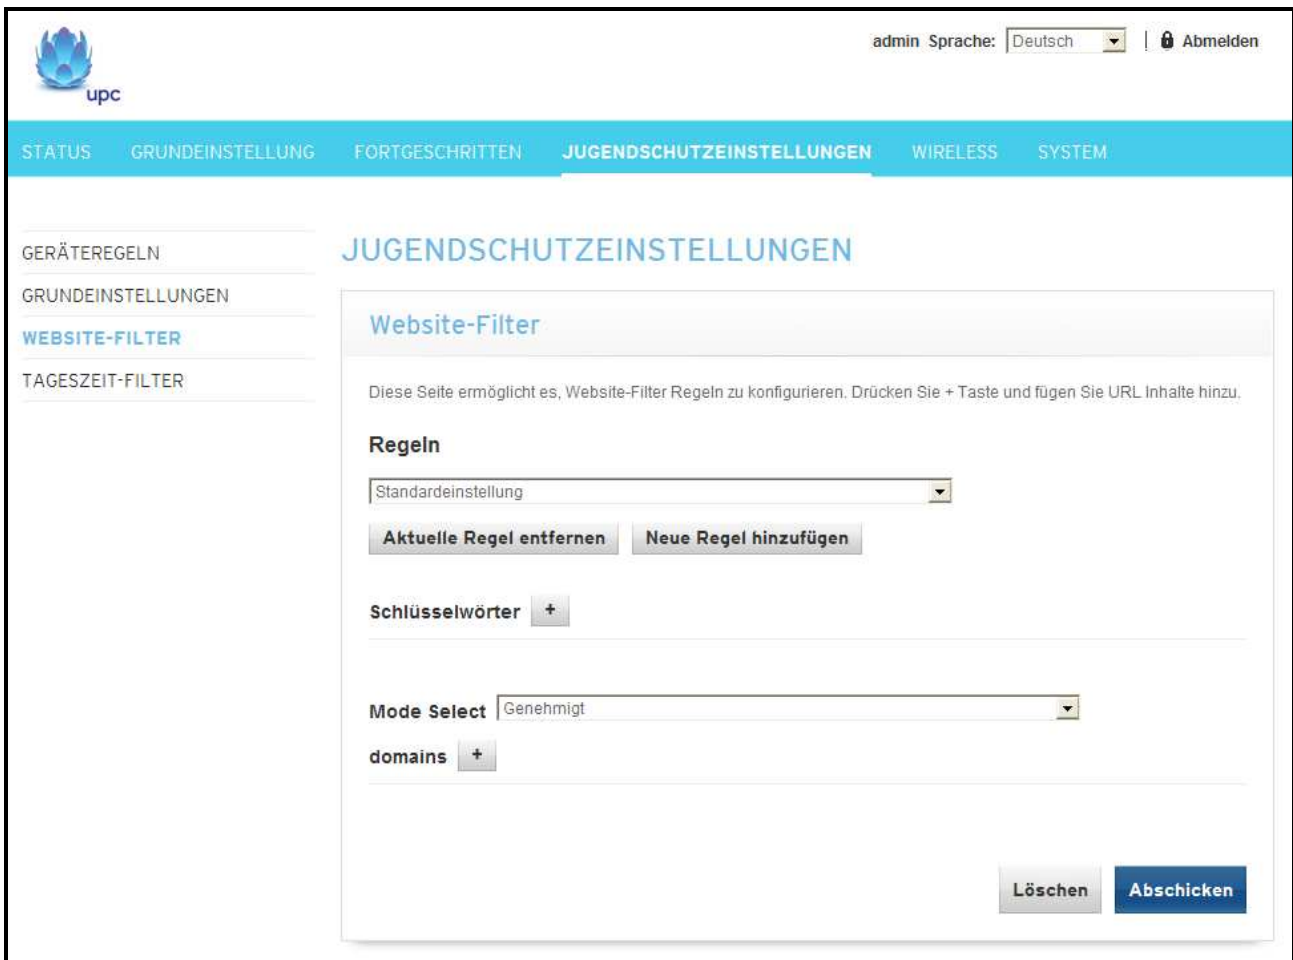 upc
admin Sprache: Deutsch | Abmelden
STATUS GRUNDEINSTELLUNG FORTGESCHRITTEN JUGENDSCHUTZEINSTELLUNGEN WIRELESS SYSTEM
GERÄTEREGELN
GRUNDEINSTELLUNGEN
WEBSITE-FILTER
TAGESZEIT-FILTER
JUGENDSCHUTZEINSTELLUNGEN
Website-Filter
Diese Seite ermöglicht es, Website-Filter Regeln zu konfigurieren. Drücken Sie + Taste und fügen Sie URL Inhalte hinzu.
Regeln
Standardeinstellung
Aktuelle Regel entfernen Neue Regel hinzufügen
Schlüsselwörter +
Mode Select Genehmigt
domains +
Löschen Abschicken